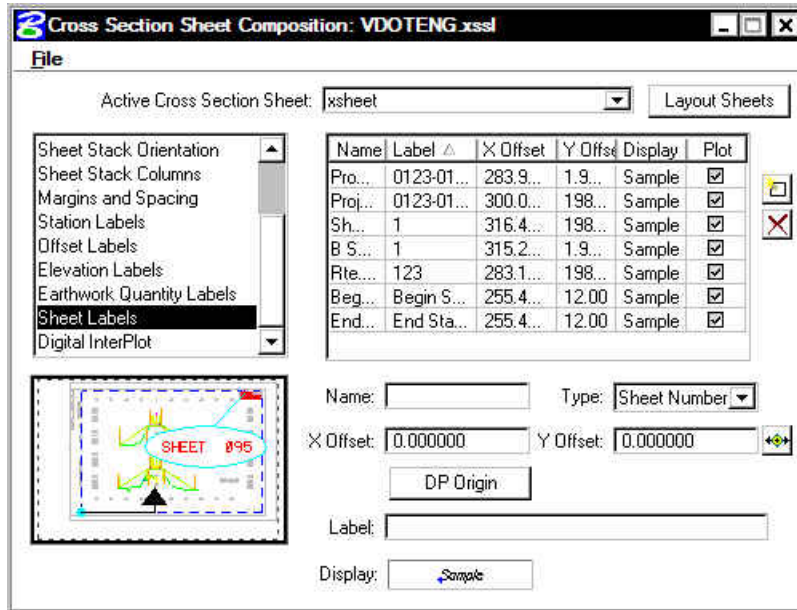 Cross Section Sheet Composition: VDOTENG.xssl
File
Active Cross Section Sheet: xsheet Layout Sheets
Sheet Stack Orientation
Sheet Stack Columns
Margins and Spacing
Station Labels
Offset Labels
Elevation Labels
Earthwork Quantity Labels
Sheet Labels
Digital InterPlot
Name Label X Offset Y Offse Display Plot
Pro... 0123-01... 283.9... 1.9... Sample
Proj... 0123-01... 300.0... 198... Sample
Sh... 1 316.4... 198... Sample
B S... 1 315.2... 1.9... Sample
Rte.... 123 283.1... 198... Sample
Beg... Begin S... 255.4... 12.00 Sample
End... End Sta... 255.4... 12.00 Sample
SHEET 095
Name: Type: Sheet Number
X Offset: 0.000000 Y Offset: 0.000000
DP Origin
Label:
Display: Sample